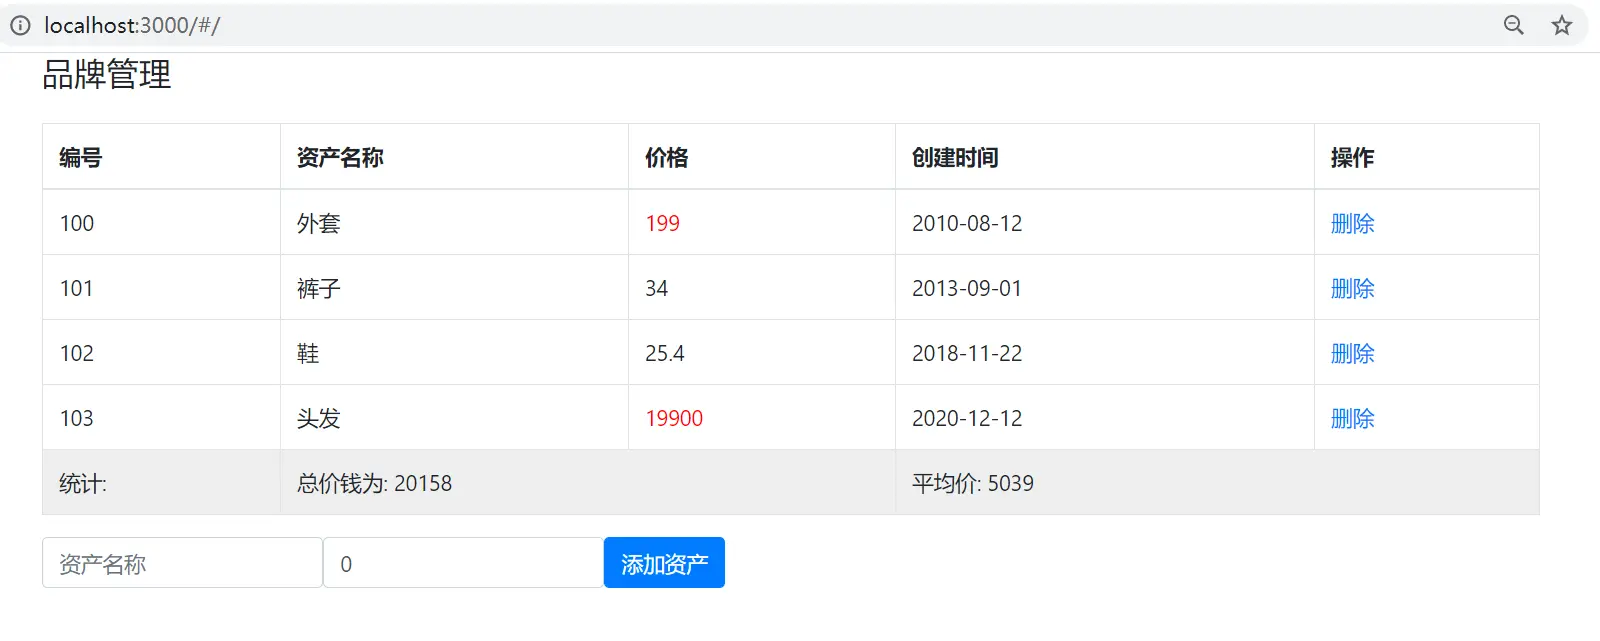 localhost:3000/#/
品牌管理
编号 资产名称 价格 创建时间 操作
100 外套 199 2010-08-12 删除
101 裤子 34 2013-09-01 删除
102 鞋 25.4 2018-11-22 删除
103 头发 19900 2020-12-12 删除
统计: 总价钱为: 20158 平均价: 5039
资产名称 0 添加资产